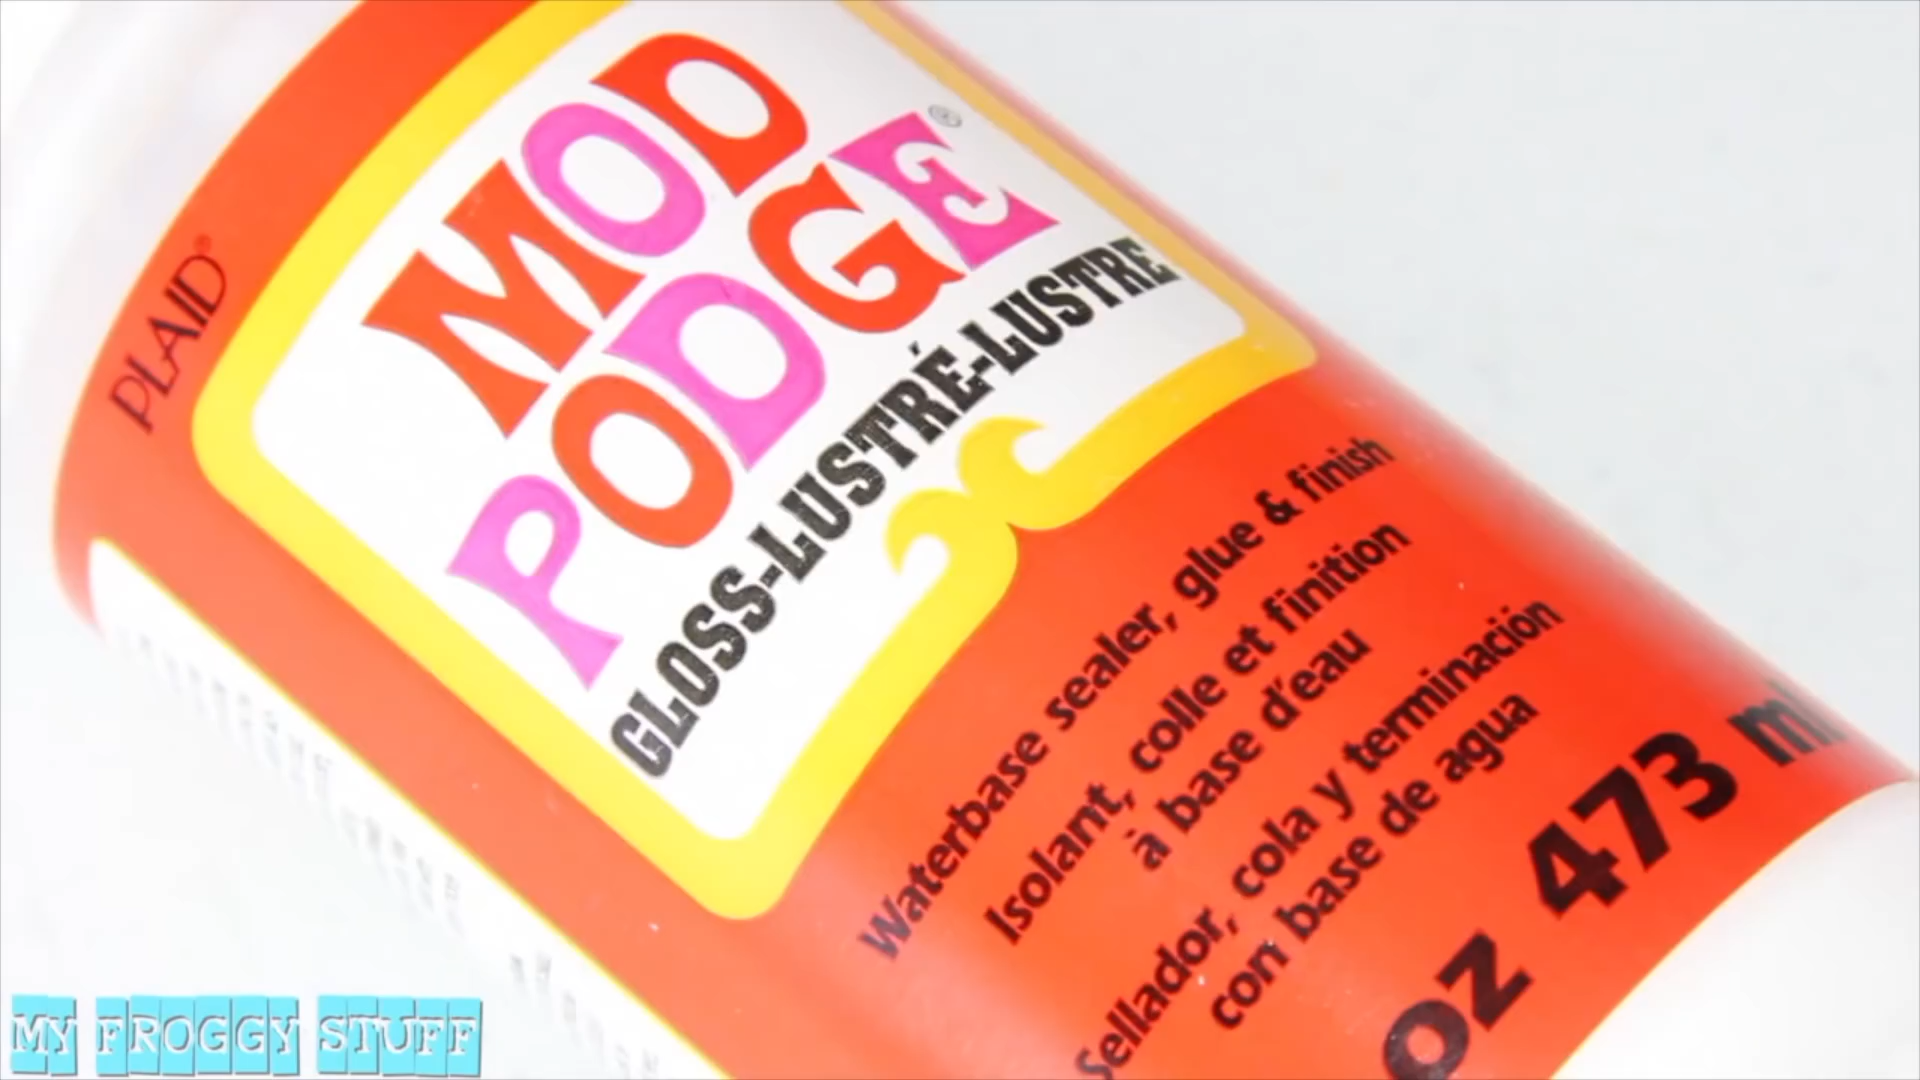 PLAID®
MOD
PODGE®
GLOSS-LUSTRÉ-LUSTRE
Waterbase sealer, glue & finish
Isolant, colle et finition
à base d'eau
Sellador, cola y terminación
con base de agua
oz 473 ml
MY FROGGY STUFF